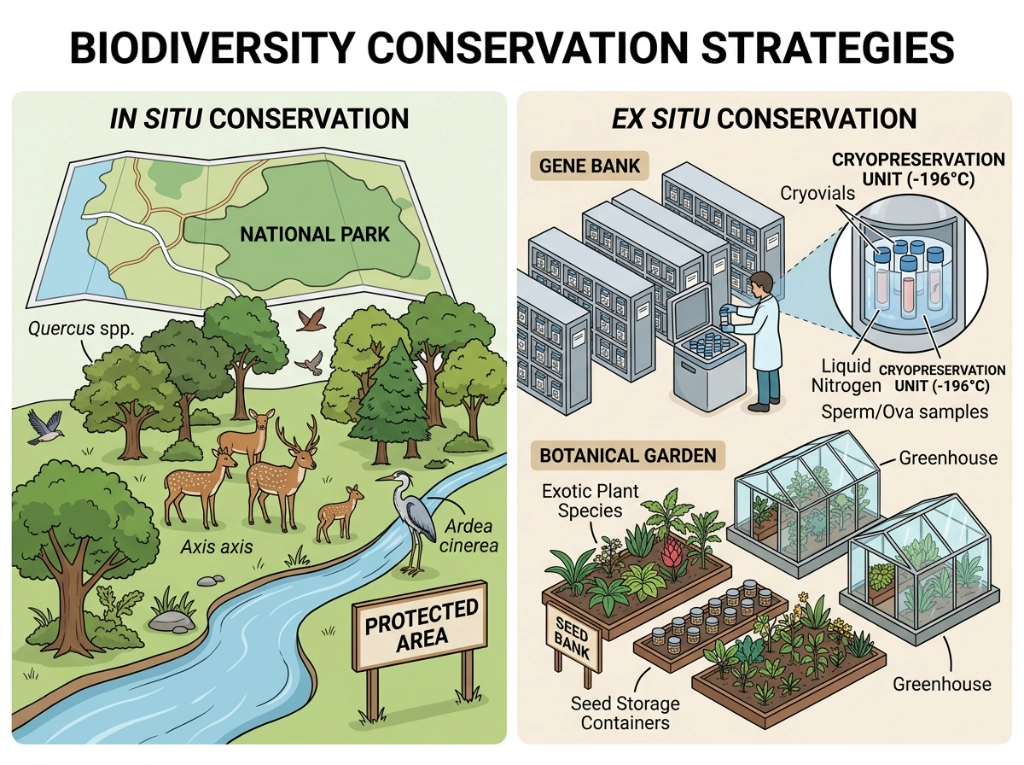 BIODIVERSITY CONSERVATION STRATEGIES
IN SITU CONSERVATION
NATIONAL PARK
Quercus spp.
Axis axis
Ardea
cinerea
PROTECTED
AREA
EX SITU CONSERVATION
GENE BANK
CRYOPRESERVATION
UNIT (-196°C)
Cryovials
Liquid
Nitrogen
CRYOPRESERVATION
UNIT (-196°C)
Sperm/Ova samples
BOTANICAL GARDEN
Exotic Plant
Species
Greenhouse
SEED
BANK
Seed Storage
Containers
Greenhouse